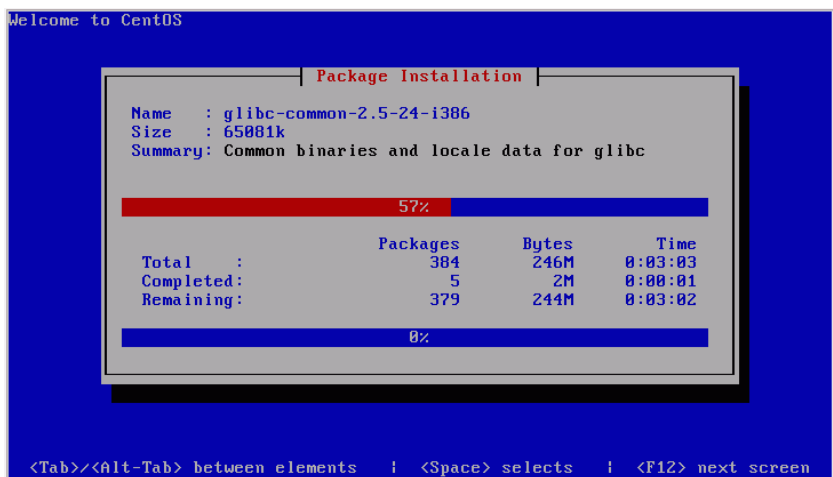 Welcome to CentOS
Package Installation
Name : glibc-common-2.5-24-i386
Size : 65081k
Summary: Common binaries and locale data for glibc
57%
Packages Bytes Time
Total : 384 246M 0:03:03
Completed: 5 2M 0:00:01
Remaining: 379 244M 0:03:02
0%
<Tab>/<Alt-Tab> between elements | <Space> selects | <F12> next screen